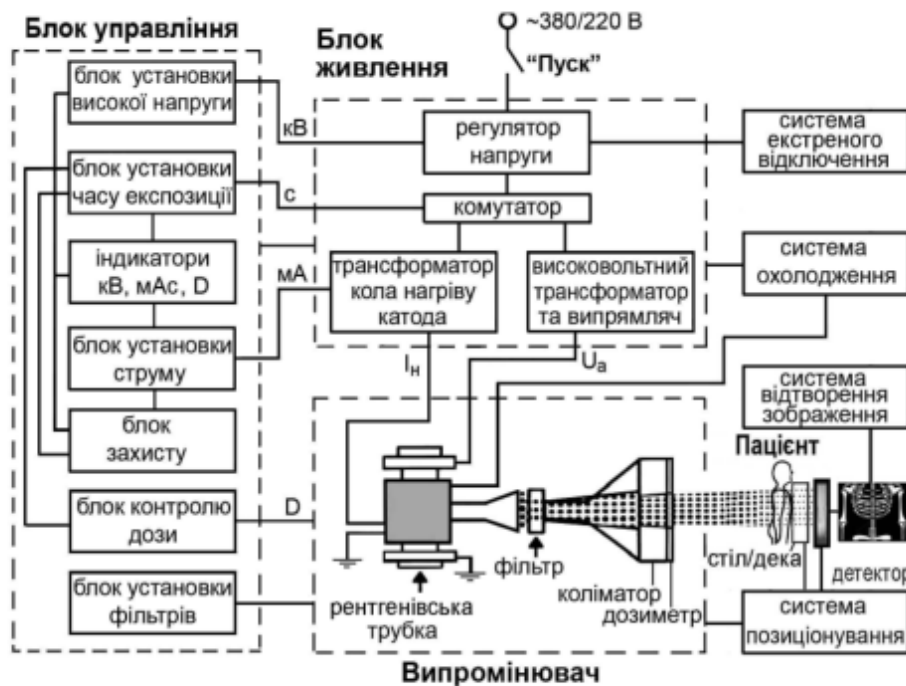 Блок управління
блок установки
високої напруги
блок установки
часу експозиції
індикатори
кВ, мАс, D
блок установки
струму
блок
захисту
блок контролю
дози
блок установки
фільтрів
кВ
с
мА
D
Блок
живлення
~380/220 В
“Пуск”
регулятор
напруги
комутатор
трансформатор
кола нагріву
катода
високовольтний
трансформатор
та випрямляч
Iн
Uа
система
екстреного
відключення
система
охолодження
система
відтворення
зображення
Пацієнт
стіл/дека
детектор
система
позиціонування
фільтр
коліматор
дозиметр
рентгенівська
трубка
Випромінювач